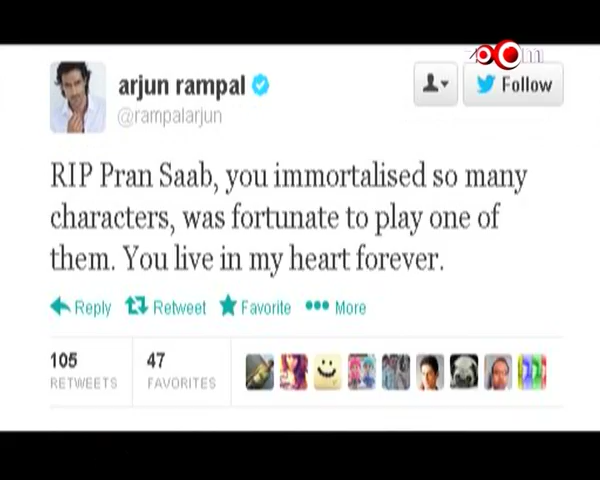 zoom
arjun rampal
@rampalarjun
Follow
RIP Pran Saab, you immortalised so many
characters, was fortunate to play one of
them. You live in my heart forever.
Reply Retweet Favorite More
105 47
RETWEETS FAVORITES